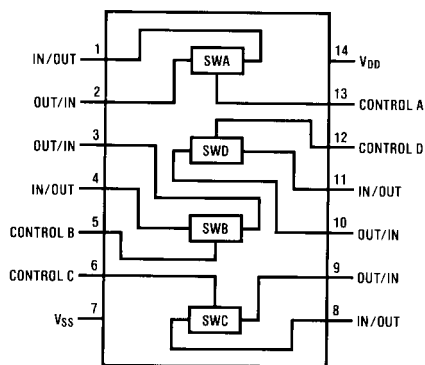 IN/OUT 1
OUT/IN 2
OUT/IN 3
IN/OUT 4
CONTROL B 5
CONTROL C 6
VSS 7
SWA
SWD
SWB
SWC
14 VDD
13 CONTROL A
12 CONTROL D
11 IN/OUT
10 OUT/IN
9 OUT/IN
8 IN/OUT